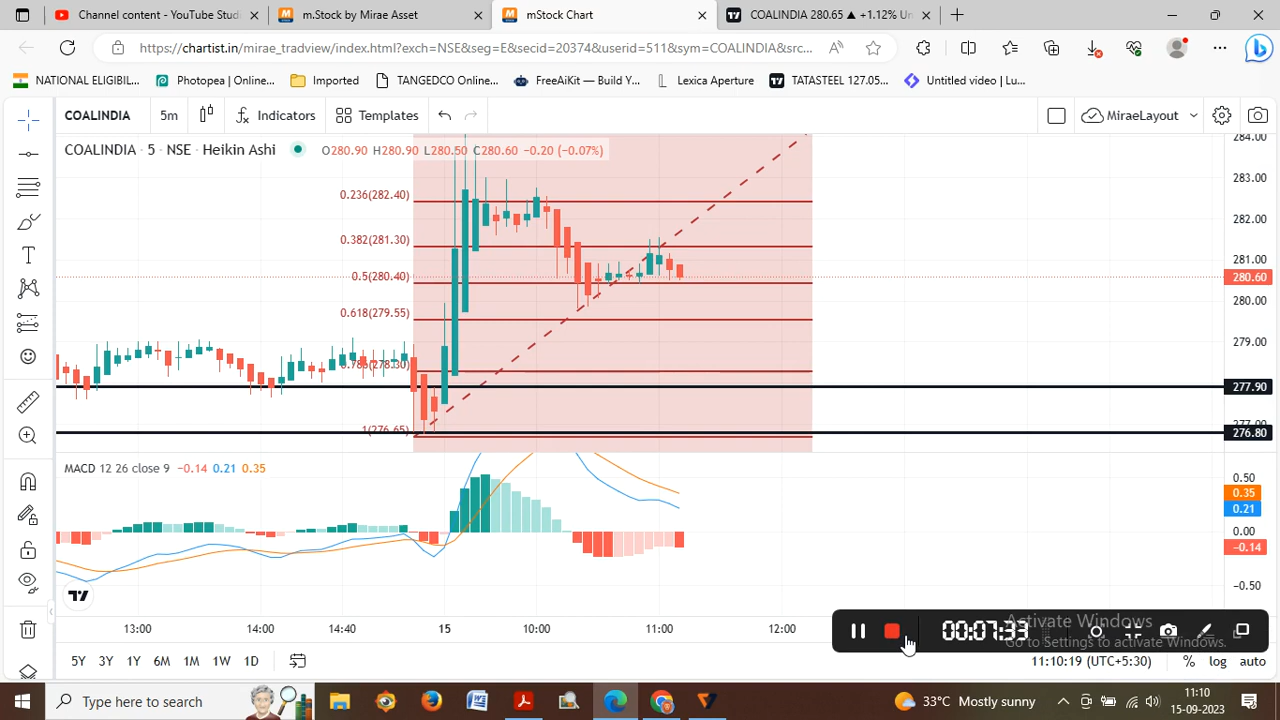 Channel content - YouTube Studi
m.Stock by Mirae Asset
mStock Chart
COALINDIA 280.65 ▲ +1.12% Un
https://chartist.in/mirae_tradview/index.html?exch=NSE&seg=E&secid=20374&userid=511&sym=COALINDIA&src...
NATIONAL ELIGIBIL...
Photopea | Online...
Imported
TANGEDCO Online...
FreeAiKit — Build Y...
Lexica Aperture
TATASTEEL 127.05...
Untitled video | Lu...
COALINDIA
5m
Indicators
Templates
MiraeLayout
COALINDIA · 5 · NSE · Heikin Ashi
O280.90 H280.90 L280.50 C280.60 −0.20 (−0.07%)
284.00
283.00
282.00
281.00
280.60
280.00
279.00
277.90
277.00
276.80
0.236(282.40)
0.382(281.30)
0.5(280.40)
0.618(279.55)
0.786(278.30)
1(276.65)
MACD 12 26 close 9 −0.14 0.21 0.35
0.50
0.35
0.21
0.00
−0.14
−0.50
13:00
14:00
14:40
15
10:00
11:00
12:00
00:07:33
Activate Windows
Go to Settings to activate Windows.
5Y 3Y 1Y 6M 1M 1W 1D
11:10:19 (UTC+5:30)
% log auto
Type here to search
33°C Mostly sunny
11:10
15-09-2023